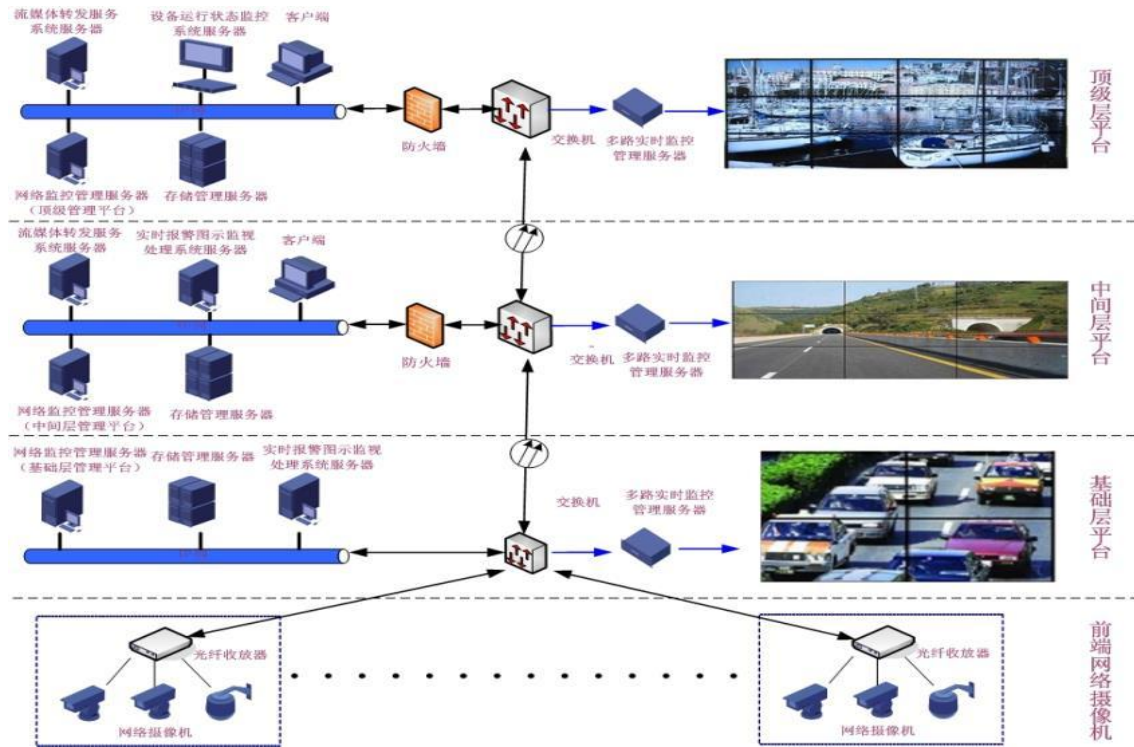 流媒体转发服务
系统服务器
设备运行状态监控
系统服务器
客户端
防火墙
交换机
多路实时监控
管理服务器
顶级层平台
网络监控管理服务器
（顶级管理平台）
存储管理服务器
流媒体转发服务
系统服务器
实时报警图示监视
处理系统服务器
客户端
防火墙
交换机
多路实时监控
管理服务器
中间层平台
网络监控管理服务器
（中间层管理平台）
存储管理服务器
网络监控管理服务器
（基础层管理平台）
存储管理服务器
实时报警图示监视
处理系统服务器
交换机
多路实时监控
管理服务器
基础层平台
光纤收放器
网络摄像机
光纤收放器
网络摄像机
前端网络摄像机